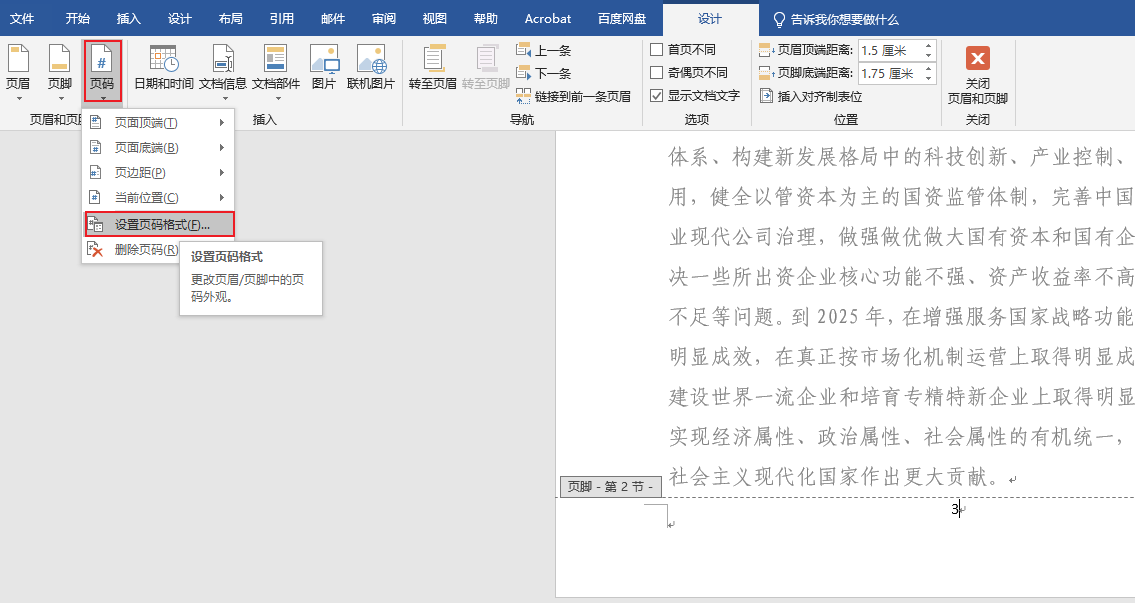 文件 开始 插入 设计 布局 引用 邮件 审阅 视图 帮助 Acrobat 百度网盘 设计 告诉我你想要做什么
页眉 页脚 页码 日期和时间 文档信息 文档部件 图片 联机图片 转至页眉 转至页脚
上一条
下一条
链接到前一条页眉
首页不同
奇偶页不同
显示文档文字
页眉顶端距离: 1.5 厘米
页脚底端距离: 1.75 厘米
插入对齐制表位
关闭
页眉和页脚
页眉和页 插入 导航 选项 位置 关闭
页面顶端(T)
页面底端(B)
页边距(P)
当前位置(C)
设置页码格式(F)...
删除页码(R)
设置页码格式
更改页眉/页脚中的页
码外观。
体系、构建新发展格局中的科技创新、产业控制、
用，健全以管资本为主的国资监管体制，完善中国
业现代公司治理，做强做优做大国有资本和国有企
决一些所出资企业核心功能不强、资产收益率不高
不足等问题。到 2025 年，在增强服务国家战略功能
明显成效，在真正按市场化机制运营上取得明显成
建设世界一流企业和培育专精特新企业上取得明显
实现经济属性、政治属性、社会属性的有机统一，
社会主义现代化国家作出更大贡献。
页脚 - 第 2 节 -
3